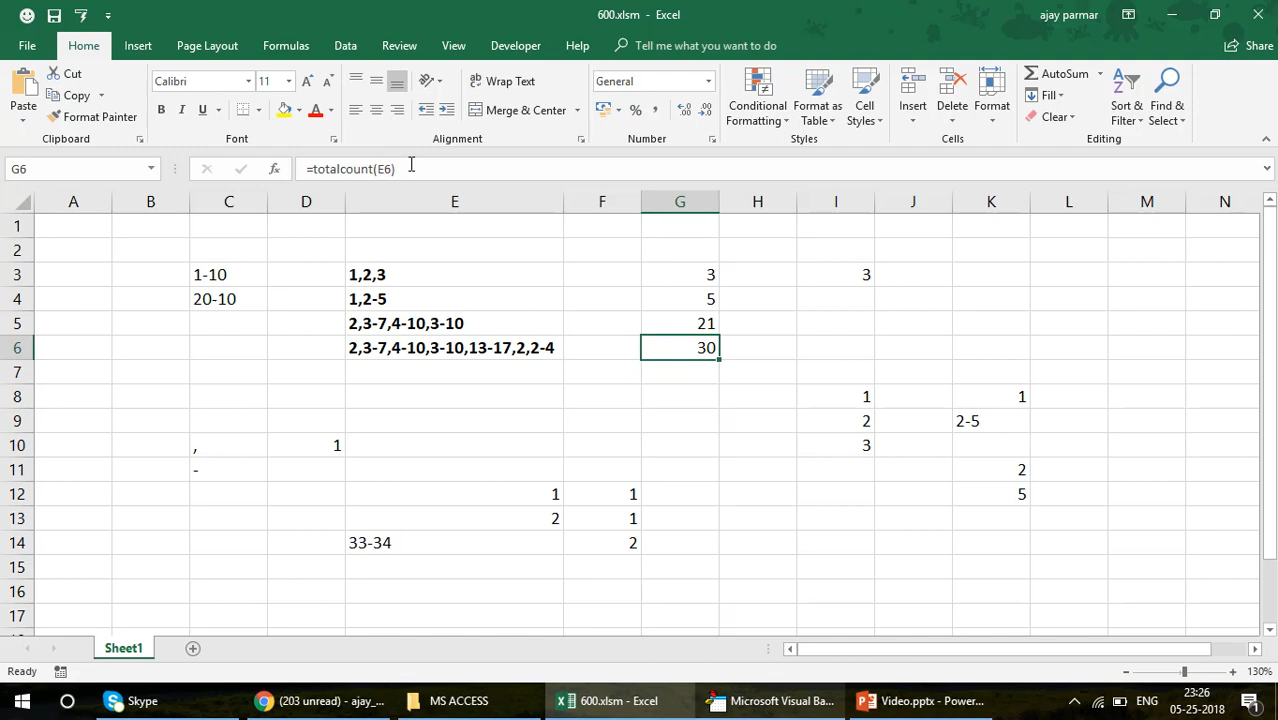 600.xlsm - Excel
ajay parmar
File Home Insert Page Layout Formulas Data Review View Developer Help Tell me what you want to do Share
Paste
Cut
Copy
Format Painter
Clipboard
Calibri 11
B I U
Font
Wrap Text
Merge & Center
Alignment
General
Number
Conditional Formatting
Format as Table
Cell Styles
Styles
Insert Delete Format
Cells
AutoSum
Fill
Clear
Sort & Filter
Find & Select
Editing
G6 fx =totalcount(E6)
A B C D E F G H I J K L M N
1
2
3 1-10 1,2,3 3 3
4 20-10 1,2-5 5
5 2,3-7,4-10,3-10 21
6 2,3-7,4-10,3-10,13-17,2,2-4 30
7
8 1 1
9 2 2-5
10 , 1 3
11 - 2
12 1 1 5
13 2 1
14 33-34 2
15
16
17
Sheet1
Ready 130%
Skype (203 unread) - ajay_... MS ACCESS 600.xlsm - Excel Microsoft Visual Ba... Video.pptx - Power... ENG 23:26
05-25-2018 1